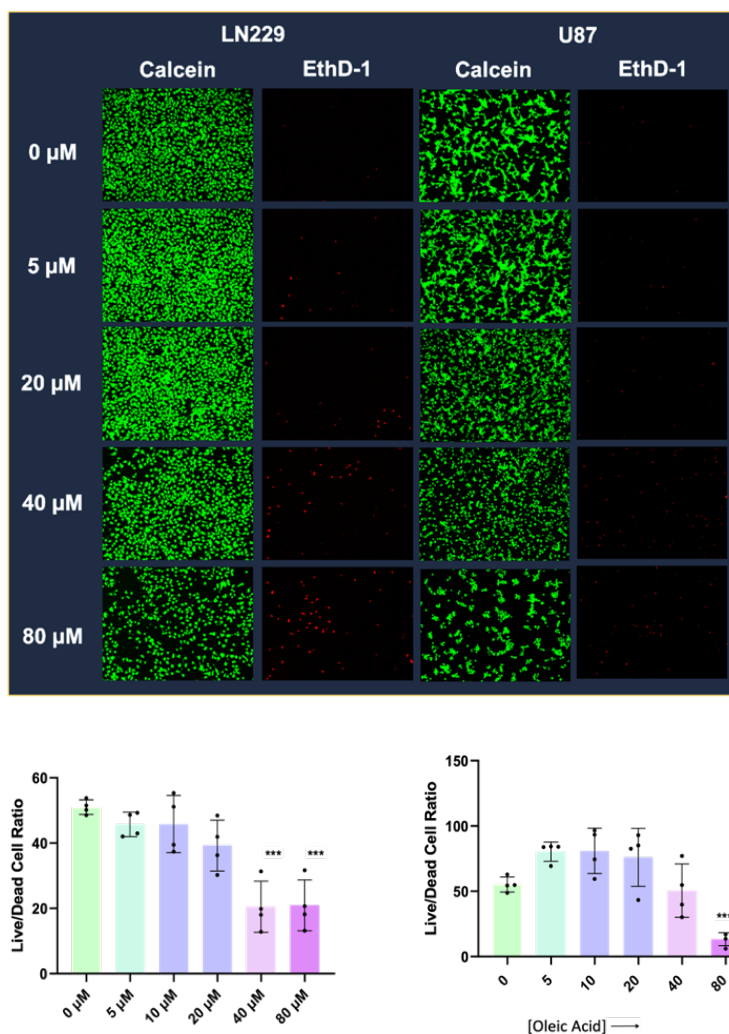 LN229 U87
Calcein EthD-1 Calcein EthD-1
0 µM
5 µM
20 µM
40 µM
80 µM
Live/Dead Cell Ratio
60
40
20
0
*** ***
0 µM 5 µM 10 µM 20 µM 40 µM 80 µM
Live/Dead Cell Ratio
150
100
50
0
***
0 5 10 20 40 80
[Oleic Acid]